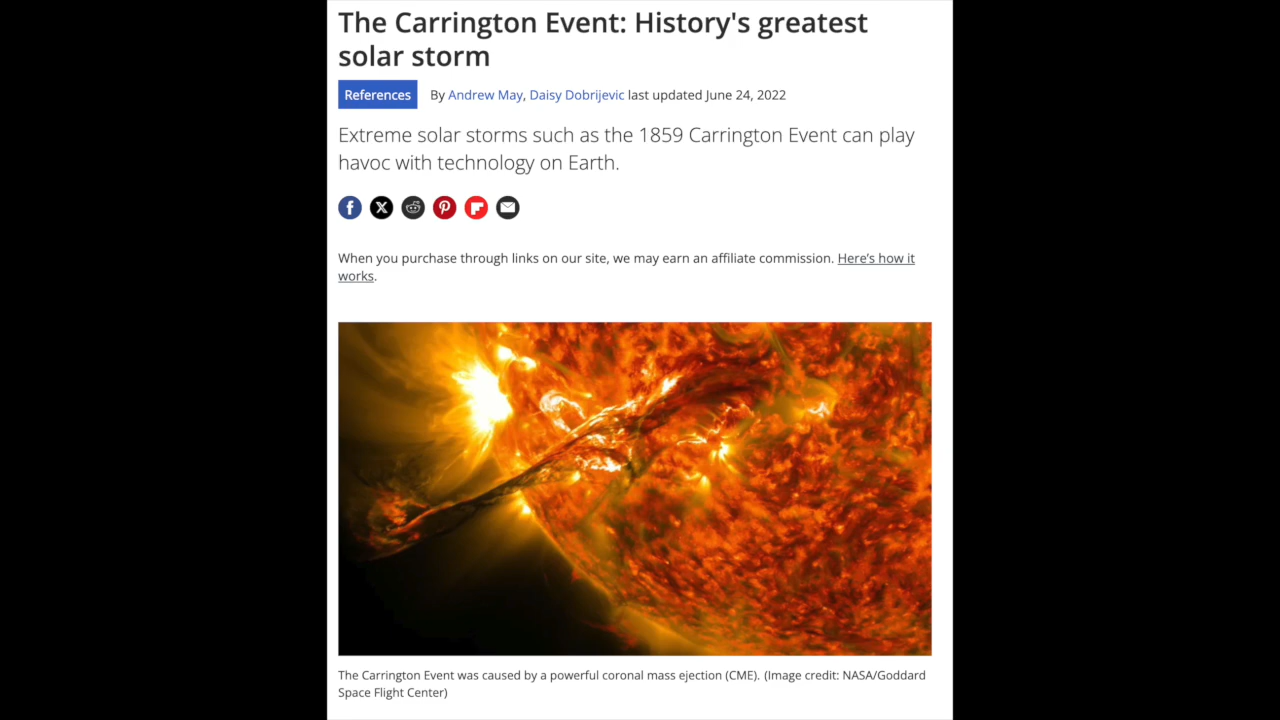 The Carrington Event: History's greatest
solar storm
References By Andrew May, Daisy Dobrijevic last updated June 24, 2022
Extreme solar storms such as the 1859 Carrington Event can play
havoc with technology on Earth.
When you purchase through links on our site, we may earn an affiliate commission. Here’s how it
works.
The Carrington Event was caused by a powerful coronal mass ejection (CME). (Image credit: NASA/Goddard
Space Flight Center)